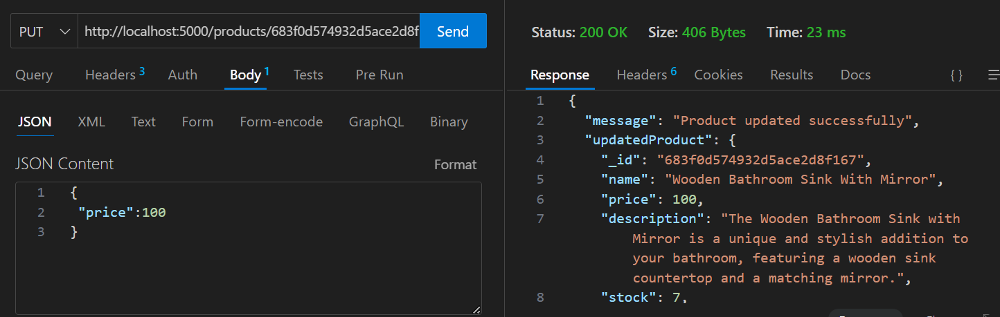 PUT http://localhost:5000/products/683f0d574932d5ace2d8f Send
Query Headers 3 Auth Body 1 Tests Pre Run
JSON XML Text Form Form-encode GraphQL Binary
JSON Content Format
1 {
2 "price":100
3 }
Status: 200 OK Size: 406 Bytes Time: 23 ms
Response Headers 6 Cookies Results Docs { }
1 {
2 "message": "Product updated successfully",
3 "updatedProduct": {
4 "_id": "683f0d574932d5ace2d8f167",
5 "name": "Wooden Bathroom Sink With Mirror",
6 "price": 100,
7 "description": "The Wooden Bathroom Sink with
Mirror is a unique and stylish addition to
your bathroom, featuring a wooden sink
countertop and a matching mirror.",
8 "stock": 7,